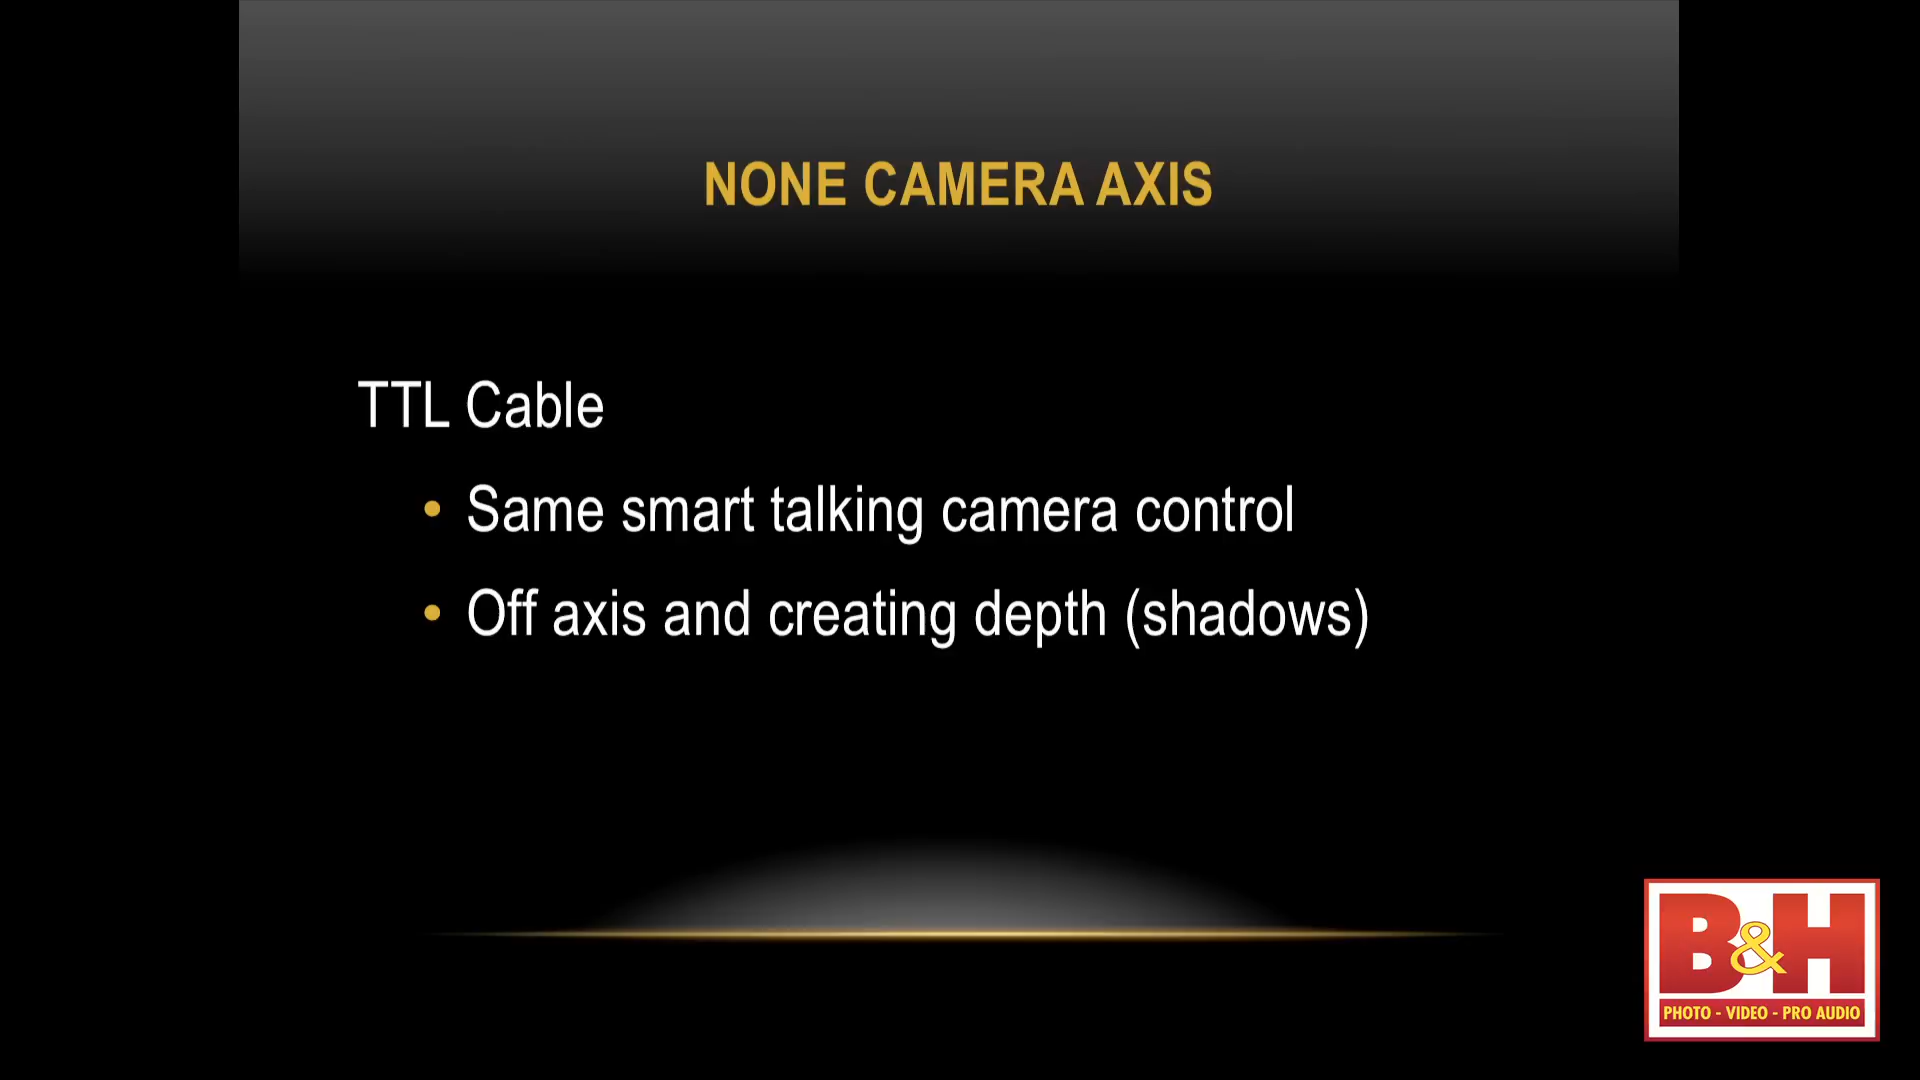 NONE CAMERA AXIS
TTL Cable
• Same smart talking camera control
• Off axis and creating depth (shadows)
B&H
PHOTO - VIDEO - PRO AUDIO